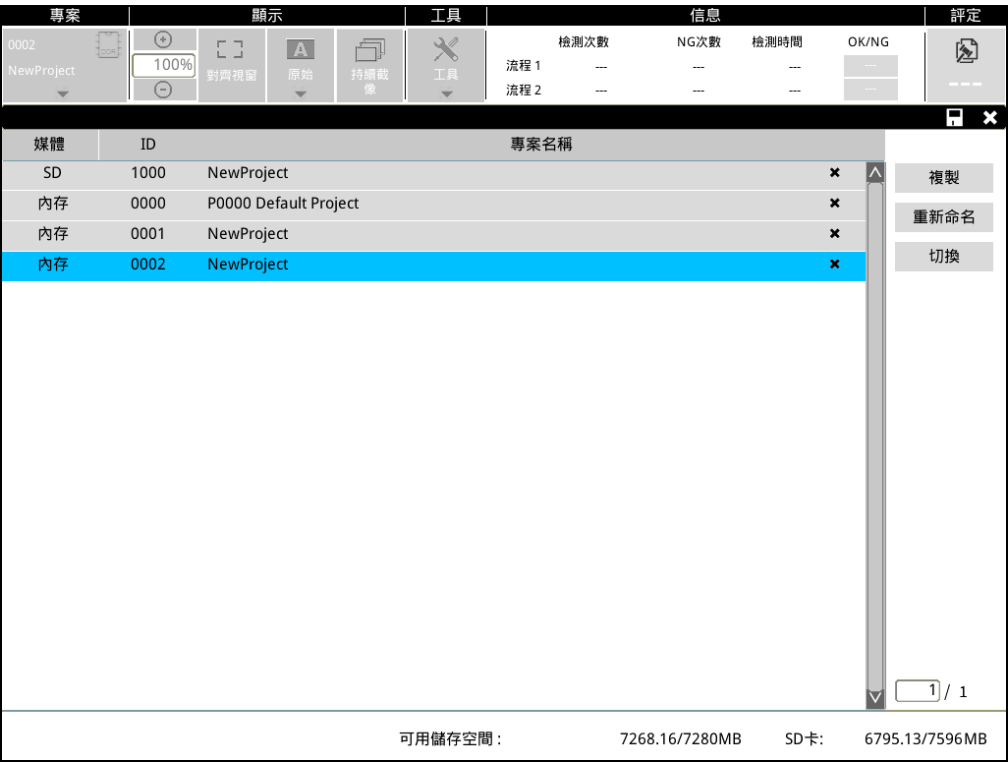 專案 顯示 工具 信息 評定
0002 COR
NewProject
100%
對齊視窗
A
原始
持續截像
工具
檢測次數 NG次數 檢測時間 OK/NG
流程 1 --- --- --- ---
流程 2 --- --- --- ---
---
媒體 ID 專案名稱
SD 1000 NewProject
內存 0000 P0000 Default Project
內存 0001 NewProject
內存 0002 NewProject
複製
重新命名
切換
1 / 1
可用儲存空間 : 7268.16/7280MB SD卡: 6795.13/7596MB